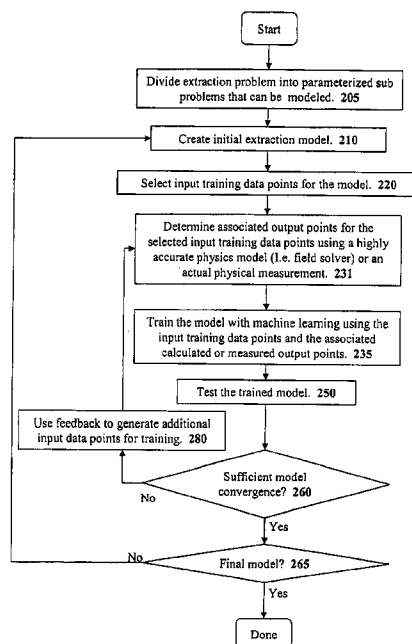 Start
Divide extraction problem into parameterized sub
problems that can be modeled. 205
Create initial extraction model. 210
Select input training data points for the model. 220
Determine associated output points for the
selected input training data points using a highly
accurate physics model (I.e. field solver) or an
actual physical measurement. 231
Train the model with machine learning using the
input training data points and the associated
calculated or measured output points. 235
Test the trained model. 250
Use feedback to generate additional
input data points for training. 280
Sufficient model
convergence? 260
No
Yes
No
Final model? 265
Yes
Done